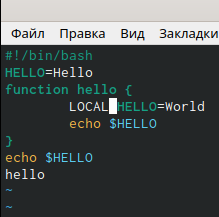 Файл Правка Вид Закладки
#!/bin/bash
HELLO=Hello
function hello {
        LOCAL HELLO=World
        echo $HELLO
}
echo $HELLO
hello
~
~